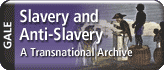 GALE
Slavery and
Anti-Slavery
A Transnational Archive